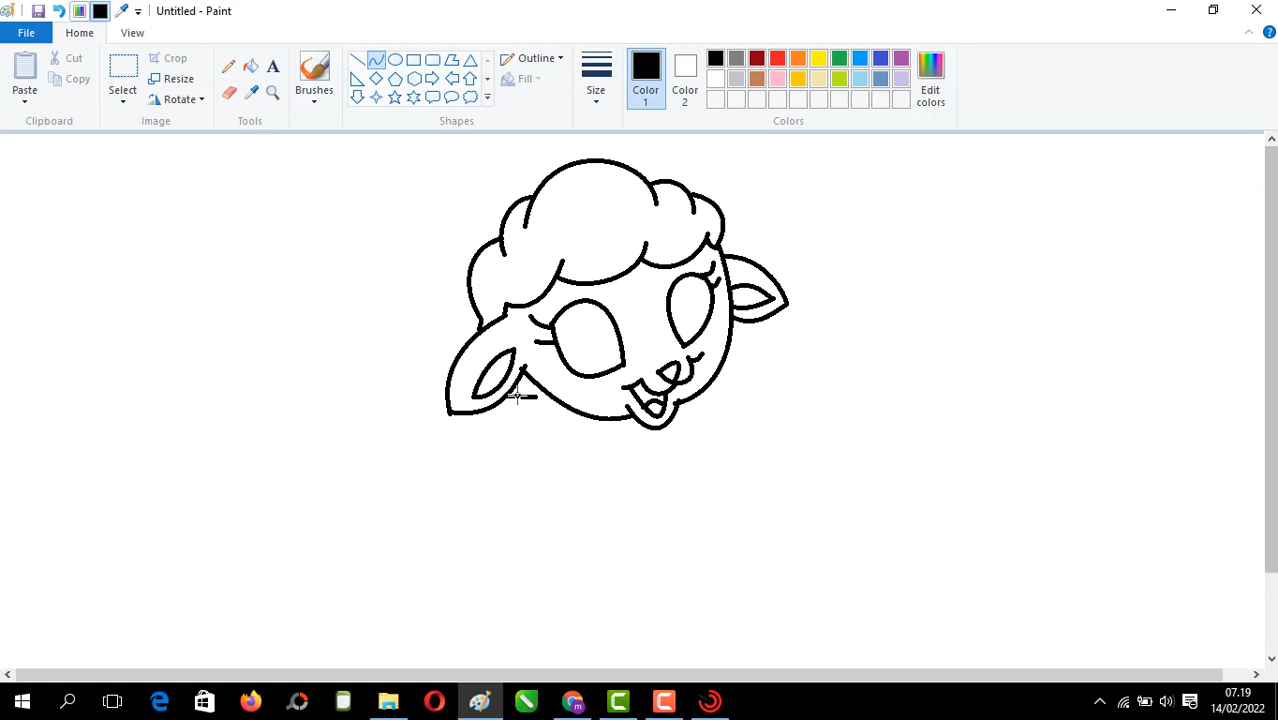 Untitled - Paint
File
Home
View
Paste
Cut
Copy
Clipboard
Select
Crop
Resize
Rotate
Image
Tools
Brushes
Outline
Fill
Shapes
Size
Color
1
Color
2
Edit
colors
Colors
07.19
14/02/2022